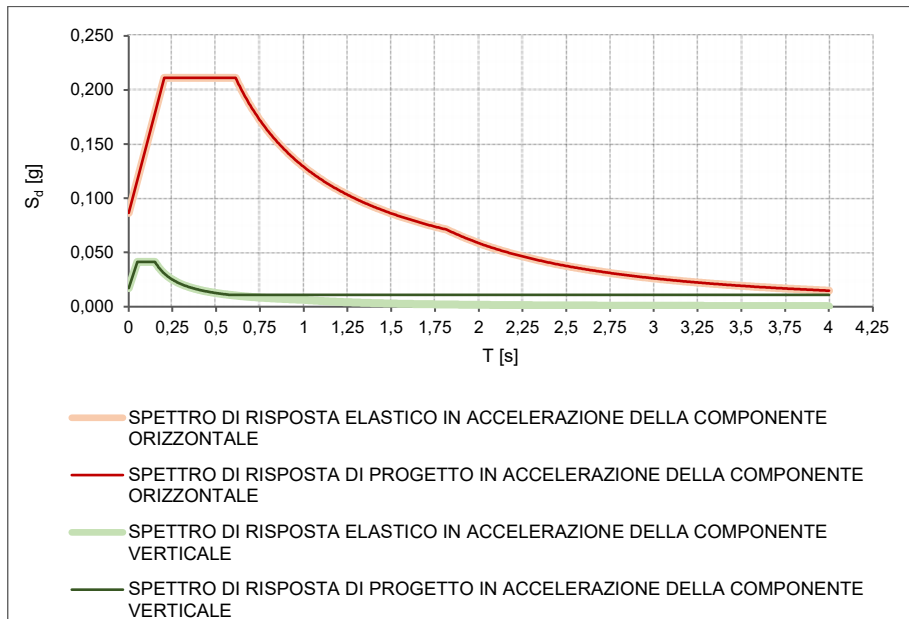 0,250
0,200
0,150
0,100
0,050
0,000
S_d [g]
0 0,25 0,5 0,75 1 1,25 1,5 1,75 2 2,25 2,5 2,75 3 3,25 3,5 3,75 4 4,25
T [s]
SPETTRO DI RISPOSTA ELASTICO IN ACCELERAZIONE DELLA COMPONENTE
ORIZZONTALE
SPETTRO DI RISPOSTA DI PROGETTO IN ACCELERAZIONE DELLA COMPONENTE
ORIZZONTALE
SPETTRO DI RISPOSTA ELASTICO IN ACCELERAZIONE DELLA COMPONENTE
VERTICALE
SPETTRO DI RISPOSTA DI PROGETTO IN ACCELERAZIONE DELLA COMPONENTE
VERTICALE